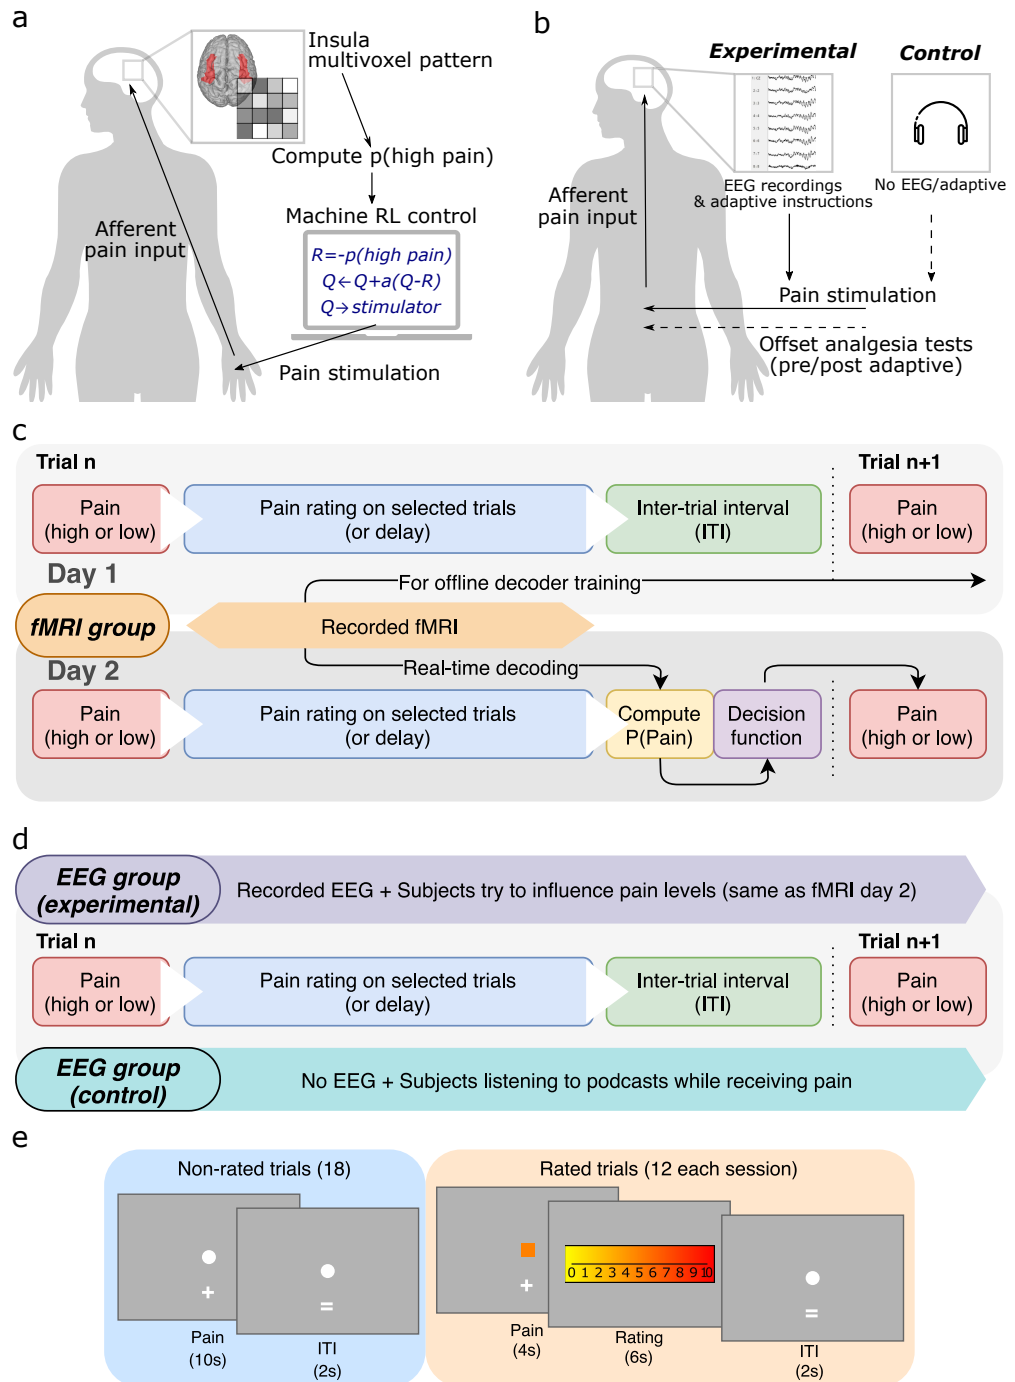 a
Insula
multivoxel pattern
Compute p(high pain)
Machine RL control
R=-p(high pain)
Q←Q+a(Q-R)
Q→stimulator
Afferent
pain input
Pain stimulation
b
Experimental
Control
EEG recordings
& adaptive instructions
No EEG/adaptive
Afferent
pain input
Pain stimulation
Offset analgesia tests
(pre/post adaptive)
c
Trial n
Trial n+1
Pain
(high or low)
Pain rating on selected trials
(or delay)
Inter-trial interval
(ITI)
Pain
(high or low)
Day 1
For offline decoder training
fMRI group
Recorded fMRI
Day 2
Real-time decoding
Pain
(high or low)
Pain rating on selected trials
(or delay)
Compute
P(Pain)
Decision
function
Pain
(high or low)
d
EEG group
(experimental)
Recorded EEG + Subjects try to influence pain levels (same as fMRI day 2)
Trial n
Trial n+1
Pain
(high or low)
Pain rating on selected trials
(or delay)
Inter-trial interval
(ITI)
Pain
(high or low)
EEG group
(control)
No EEG + Subjects listening to podcasts while receiving pain
e
Non-rated trials (18)
Rated trials (12 each session)
+
=
Pain
(10s)
ITI
(2s)
+
0 1 2 3 4 5 6 7 8 9 10
=
Pain
(4s)
Rating
(6s)
ITI
(2s)